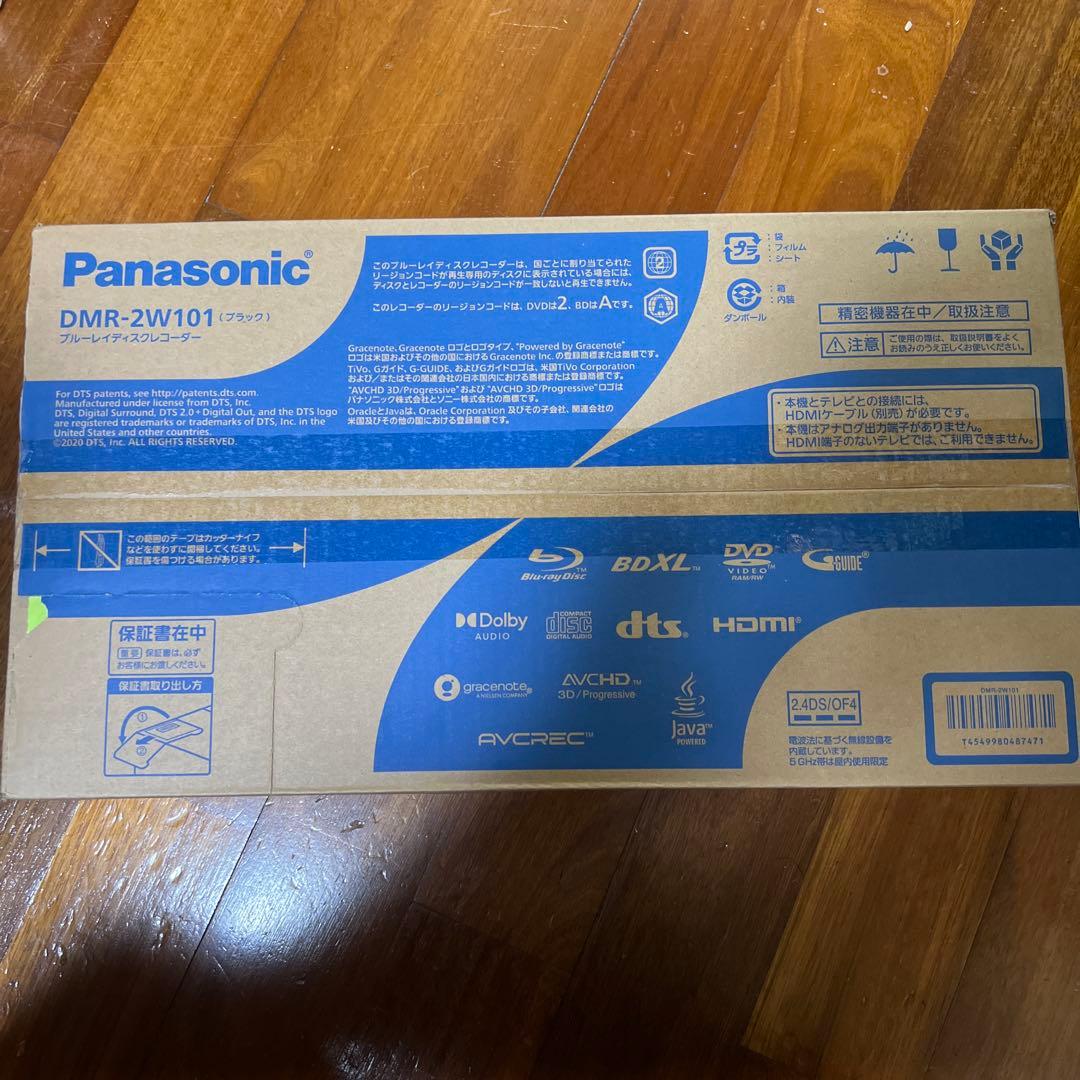 Panasonic®
DMR-2W101(ブラック)
ブルーレイディスクレコーダー
このブルーレイディスクレコーダーは、国ごとに割り当てられた
リージョンコードが再生専用のディスクに表示されている場合には、
ディスクとレコーダーのリージョンコードが一致しないと再生できません。
このレコーダーのリージョンコードは、DVDは2、BDはAです。
2
A
プラ
:袋
:フィルム
:シート
:箱
:内装
ダンボール
精密機器在中/取扱注意
注意
ご使用の際は、取扱説明書をよく
お読みのうえ正しくお使いください。
For DTS patents, see http://patents.dts.com.
Manufactured under license from DTS, Inc.
DTS, Digital Surround, DTS 2.0+Digital Out, and the DTS logo
are registered trademarks or trademarks of DTS, Inc. in the
United States and other countries.
©2020 DTS, Inc. ALL RIGHTS RESERVED.
Gracenote、Gracenote ロゴとロゴタイプ、"Powered by Gracenote"
ロゴは米国およびその他の国における Gracenote Inc. の登録商標または商標です。
TiVo、Gガイド、G-GUIDE、およびGガイドロゴは、米国TiVo Corporation
および/またはその関連会社の日本国内における商標または登録商標です。
"AVCHD 3D/Progressive"および "AVCHD 3D/Progressive"ロゴは
パナソニック株式会社とソニー株式会社の商標です。
OracleとJavaは、Oracle Corporation 及びその子会社、関連会社の
米国及びその他の国における登録商標です。
・本機とテレビとの接続には、
HDMIケーブル(別売)が必要です。
・本機はアナログ出力端子がありません。
HDMI端子のないテレビでは、ご利用できません。
この範囲のテープはカッターナイフ
などを使わずに開梱してください。
保証書を傷つける場合があります。
Blu-ray Disc™
BDXL™
DVD
VIDEO™
RAM/RW
G-GUIDE®
Dolby
AUDIO
COMPACT
disc
DIGITAL AUDIO
dts®
HDMI®
gracenote®
A NIELSEN COMPANY
AVCHD™
3D/Progressive
Java™
POWERED
AVCREC™
保証書在中
重要 保証書は、必ず
お客様にお渡しください。
保証書取り出し方
①
②
2.4DS/OF4
電波法に基づく無線設備を
内蔵しています。
5GHz帯は屋内使用限定
DMR-2W101
T4549980487471